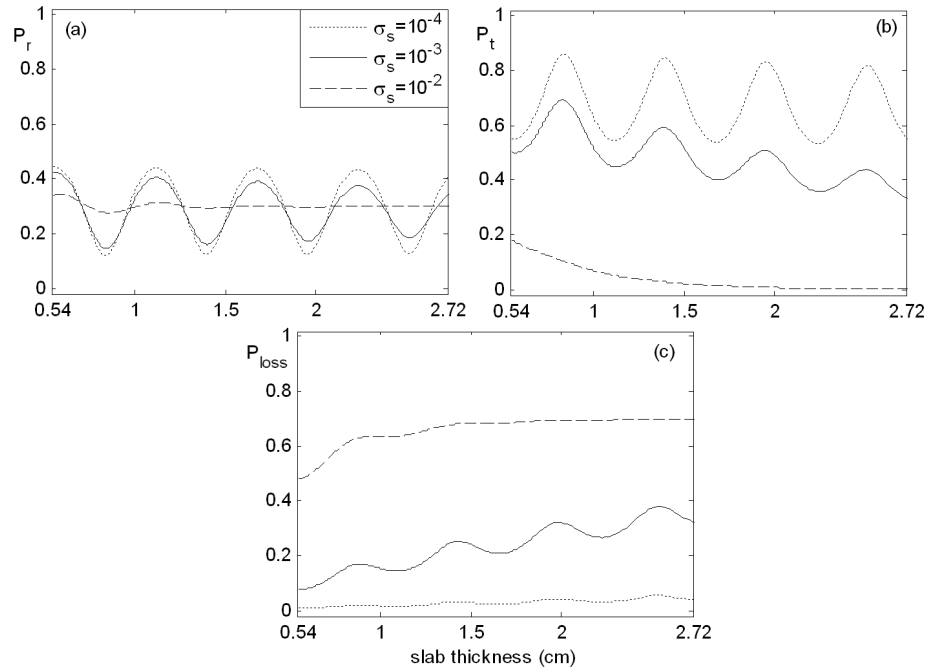 1
P_r
(a)
σ_s=10^-4
σ_s=10^-3
σ_s=10^-2
0.8
0.6
0.4
0.2
0
0.54 1 1.5 2 2.72
1
P_t
(b)
0.8
0.6
0.4
0.2
0
0.54 1 1.5 2 2.72
1
P_loss
(c)
0.8
0.6
0.4
0.2
0
0.54 1 1.5 2 2.72
slab thickness (cm)